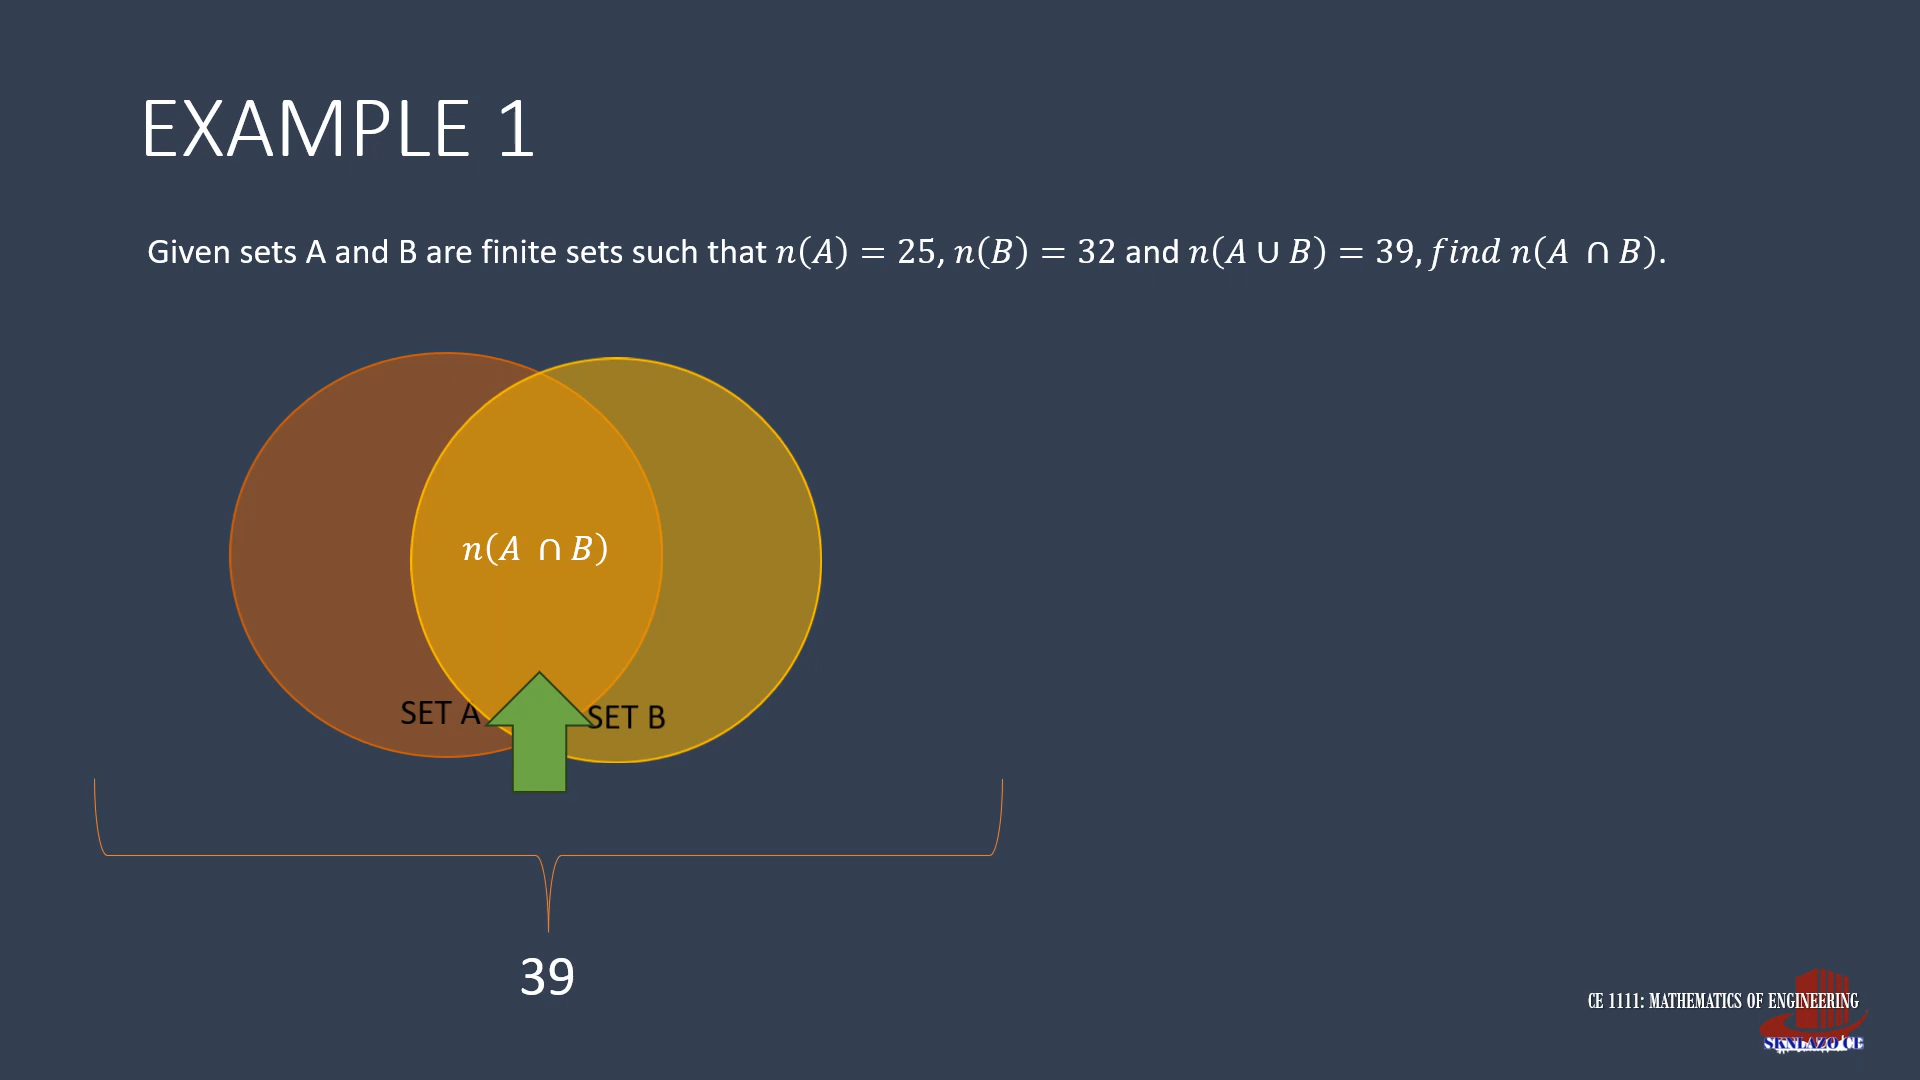 EXAMPLE 1
Given sets A and B are finite sets such that n(A) = 25, n(B) = 32 and n(A ∪ B) = 39, find n(A ∩ B).
n(A ∩ B)
SET A
SET B
39
CE 1111: MATHEMATICS OF ENGINEERING